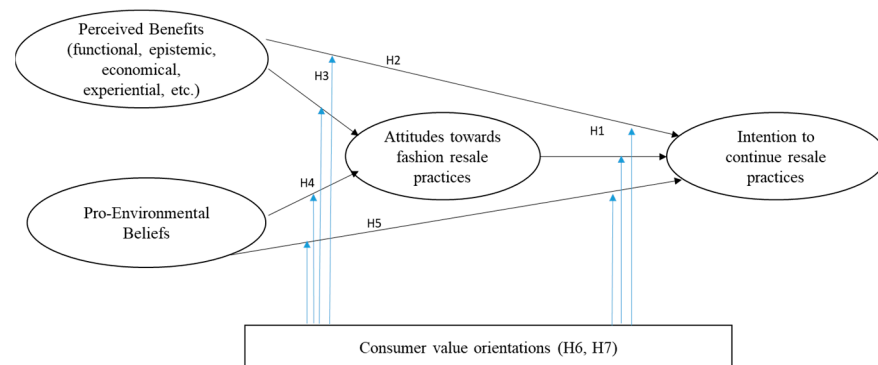 Perceived Benefits
(functional, epistemic,
economical,
experiential, etc.)
H2
H3
H1
Attitudes towards
fashion resale
practices
Intention to
continue resale
practices
H4
Pro-Environmental
Beliefs
H5
Consumer value orientations (H6, H7)